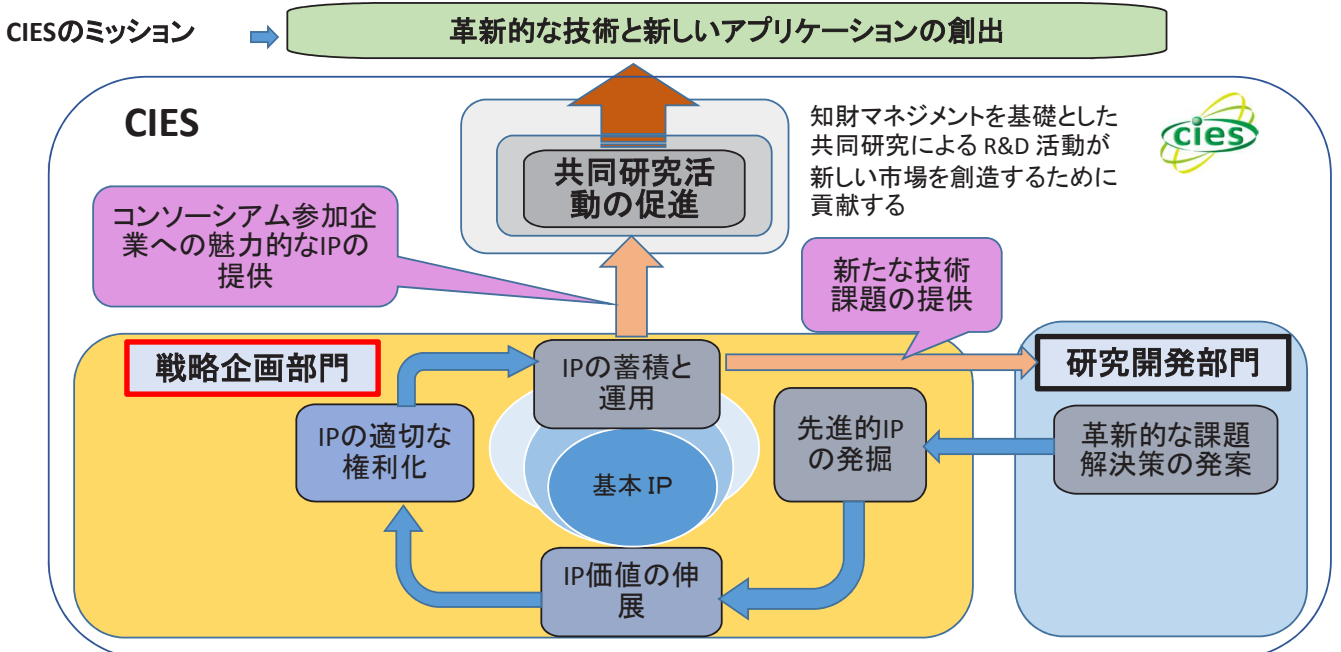 CIESのミッション
革新的な技術と新しいアプリケーションの創出
CIES
知財マネジメントを基礎とした
共同研究による R&D 活動が
新しい市場を創造するために
貢献する
cies
共同研究活
動の促進
コンソーシアム参加企
業への魅力的なIPの
提供
新たな技術
課題の提供
戦略企画部門
IPの蓄積と
運用
研究開発部門
IPの適切な
権利化
先進的IP
の発掘
革新的な課題
解決策の発案
基本 IP
IP価値の伸
展